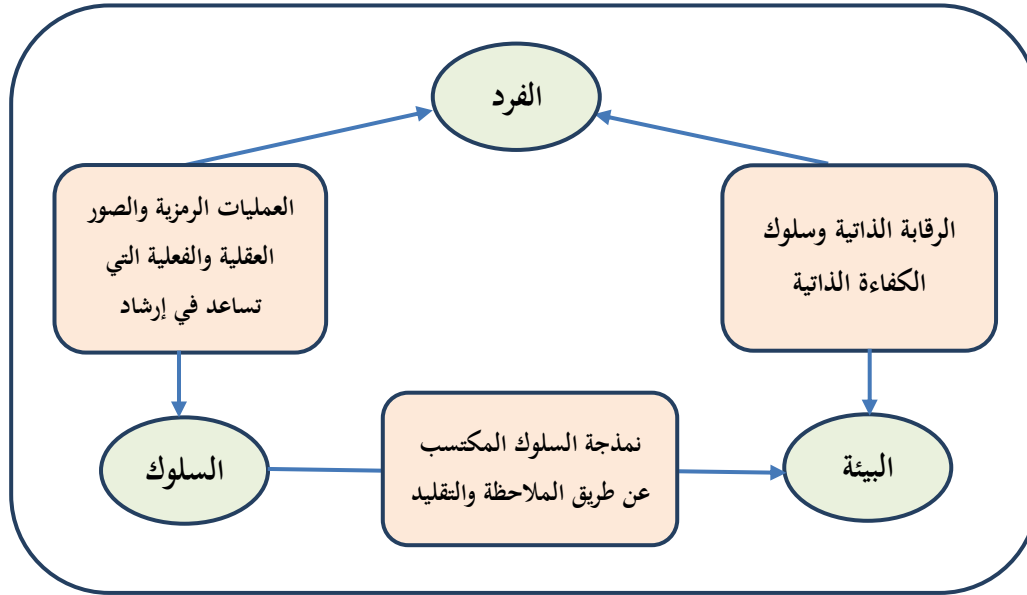 الفرد
الرقابة الذاتية وسلوك
الكفاءة الذاتية
العمليات الرمزية والصور
العقلية والفعلية التي
تساعد في إرشاد
البيئة
نمذجة السلوك المكتسب
عن طريق الملاحظة والتقليد
السلوك